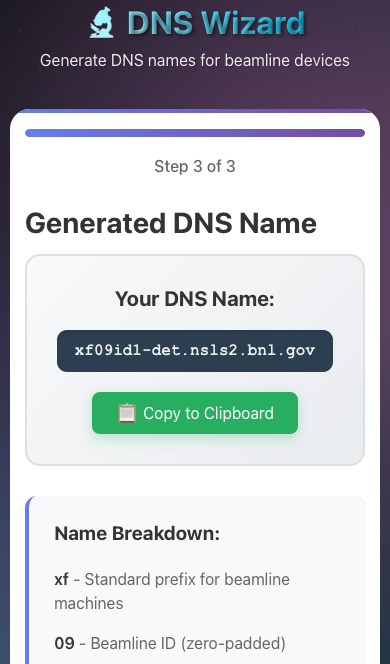 🔬 DNS Wizard
Generate DNS names for beamline devices
Step 3 of 3
Generated DNS Name
Your DNS Name:
xf09id1-det.nsls2.bnl.gov
📋 Copy to Clipboard
Name Breakdown:
xf - Standard prefix for beamline
machines
09 - Beamline ID (zero-padded)